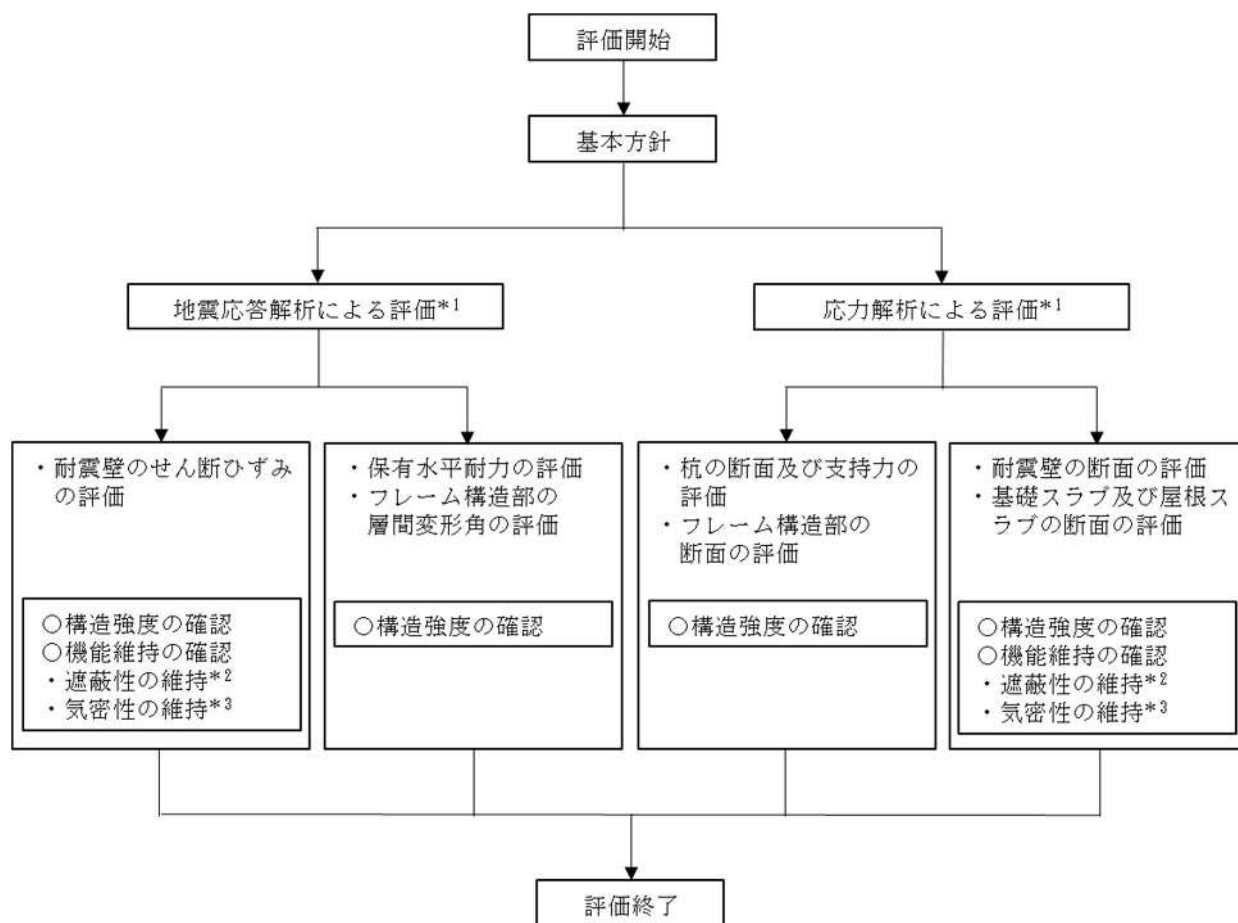 評価開始
基本方針
地震応答解析による評価*1
応力解析による評価*1
・耐震壁のせん断ひずみ
の評価
○構造強度の確認
○機能維持の確認
・遮蔽性の維持*2
・気密性の維持*3
・保有水平耐力の評価
・フレーム構造部の
層間変形角の評価
○構造強度の確認
・杭の断面及び支持力の
評価
・フレーム構造部の
断面の評価
○構造強度の確認
・耐震壁の断面の評価
・基礎スラブ及び屋根ス
ラブの断面の評価
○構造強度の確認
○機能維持の確認
・遮蔽性の維持*2
・気密性の維持*3
評価終了